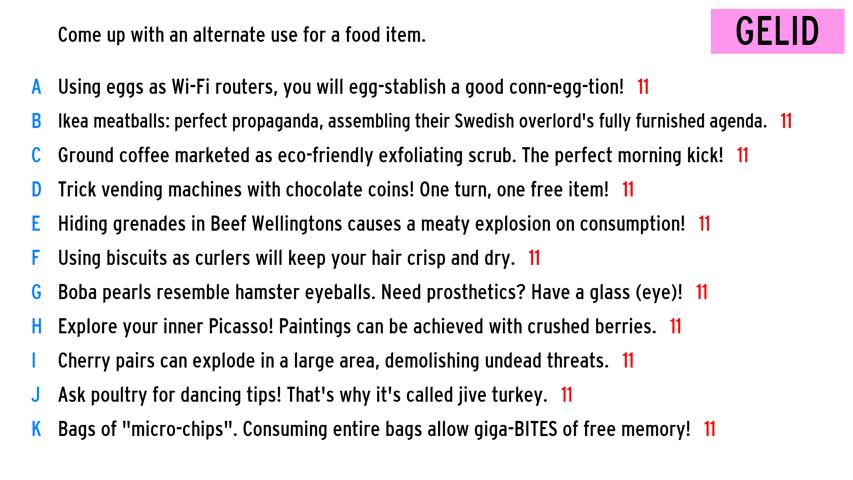 Come up with an alternate use for a food item.
GELID
A Using eggs as Wi-Fi routers, you will egg-stablish a good conn-egg-tion! 11
B Ikea meatballs: perfect propaganda, assembling their Swedish overlord's fully furnished agenda. 11
C Ground coffee marketed as eco-friendly exfoliating scrub. The perfect morning kick! 11
D Trick vending machines with chocolate coins! One turn, one free item! 11
E Hiding grenades in Beef Wellingtons causes a meaty explosion on consumption! 11
F Using biscuits as curlers will keep your hair crisp and dry. 11
G Boba pearls resemble hamster eyeballs. Need prosthetics? Have a glass (eye)! 11
H Explore your inner Picasso! Paintings can be achieved with crushed berries. 11
I Cherry pairs can explode in a large area, demolishing undead threats. 11
J Ask poultry for dancing tips! That's why it's called jive turkey. 11
K Bags of "micro-chips". Consuming entire bags allow giga-BITES of free memory! 11